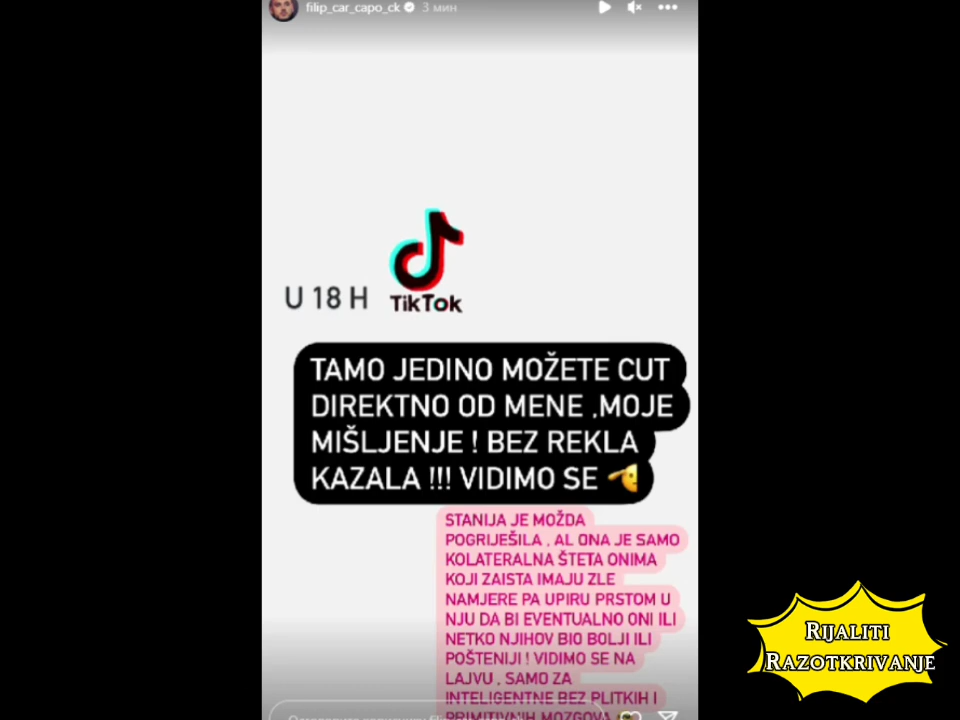 filip_car_capo_ck 3 мин
U 18 H
TikTok
TAMO JEDINO MOŽETE CUT
DIREKTNO OD MENE ,MOJE
MIŠLJENJE ! BEZ REKLA
KAZALA !!! VIDIMO SE
STANIJA JE MOŽDA
POGRIJEŠILA , AL ONA JE SAMO
KOLATERALNA ŠTETA ONIMA
KOJI ZAISTA IMAJU ZLE
NAMJERE PA UPIRU PRSTOM U
NJU DA BI EVENTUALNO ONI ILI
NETKO NJIHOV BIO BOLJI ILI
POŠTENIJI ! VIDIMO SE NA
LAJVU , SAMO ZA
INTELIGENTNE BEZ PLITKIH I
PRIMITIVNIH MOZGOVA
RIJALITI
RAZOTKRIVANJE